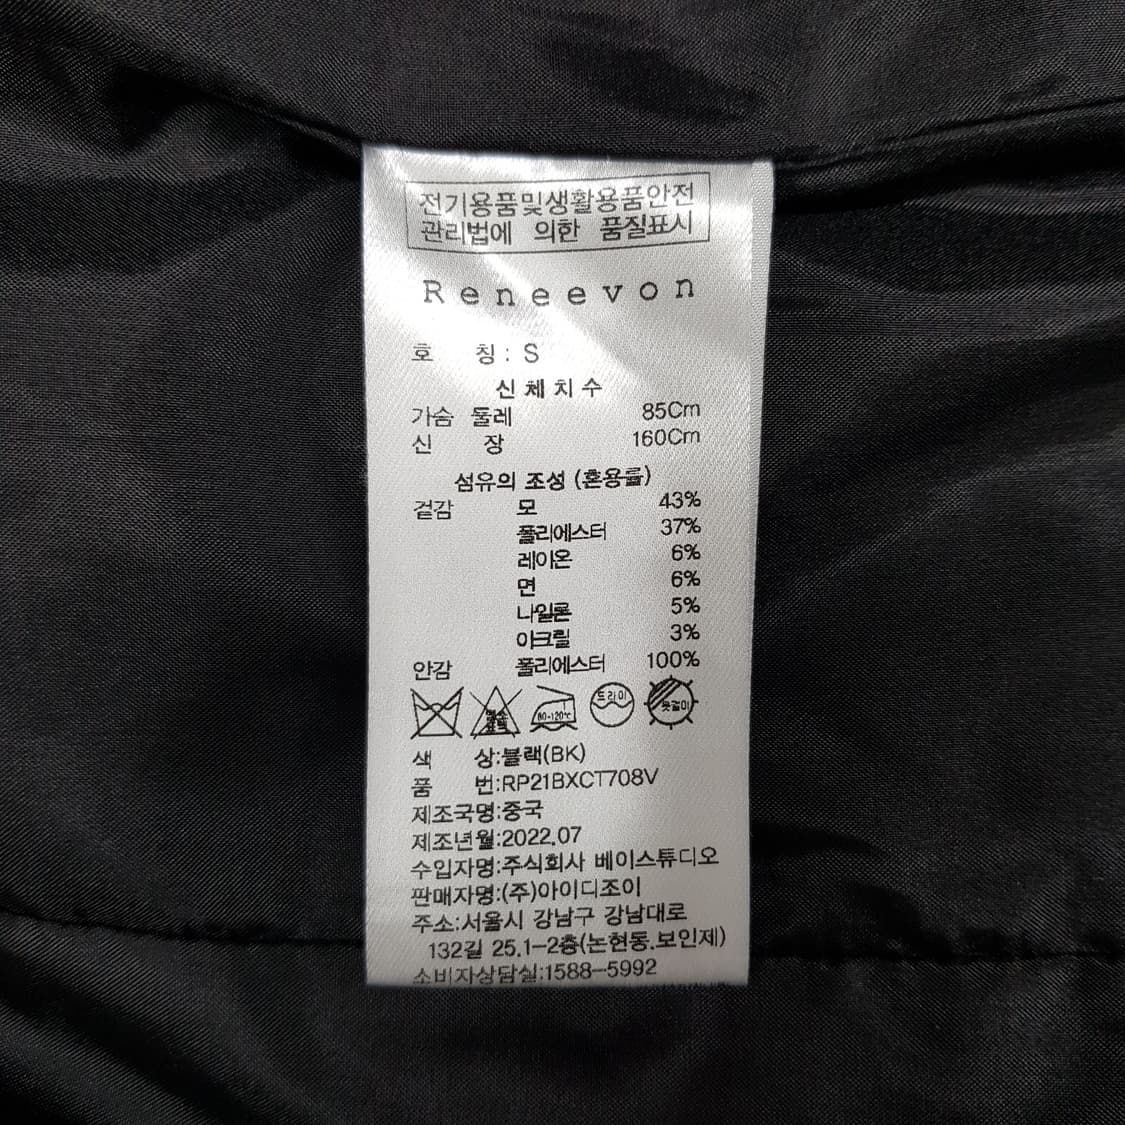 전기용품및생활용품안전
관리법에 의한 품질표시
Reneevon
호 칭 : S
신체치수
가슴 둘레 85Cm
신 장 160Cm
섬유의 조성 (혼용률)
겉감 모 43%
폴리에스터 37%
레이온 6%
면 6%
나일론 5%
아크릴 3%
안감 폴리에스터 100%
80~120℃ 드라이 옷걸이
색 상:블랙(BK)
품 번:RP21BXCT708V
제조국명:중국
제조년월:2022.07
수입자명:주식회사 베이스튜디오
판매자명:(주)아이디조이
주소:서울시 강남구 강남대로
132길 25.1-2층(논현동.보인제)
소비자상담실:1588-5992